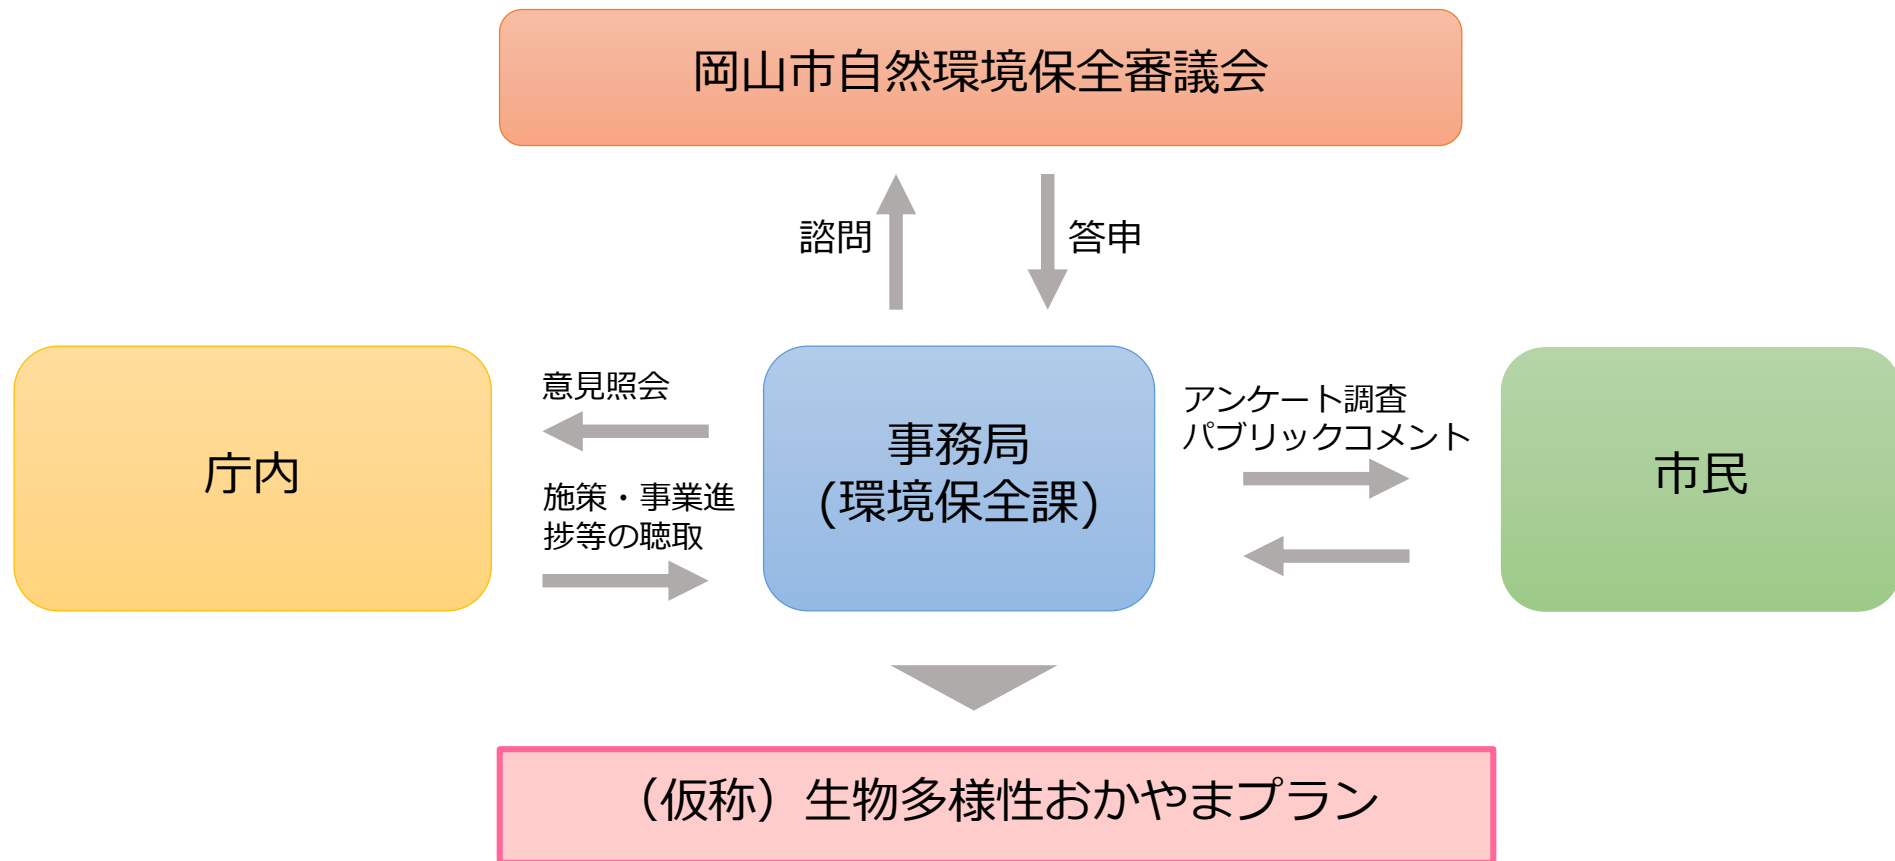 岡山市自然環境保全審議会
諮問
答申
意見照会
施策・事業進
捗等の聴取
庁内
事務局
(環境保全課)
アンケート調査
パブリックコメント
市民
（仮称）生物多様性おかやまプラン